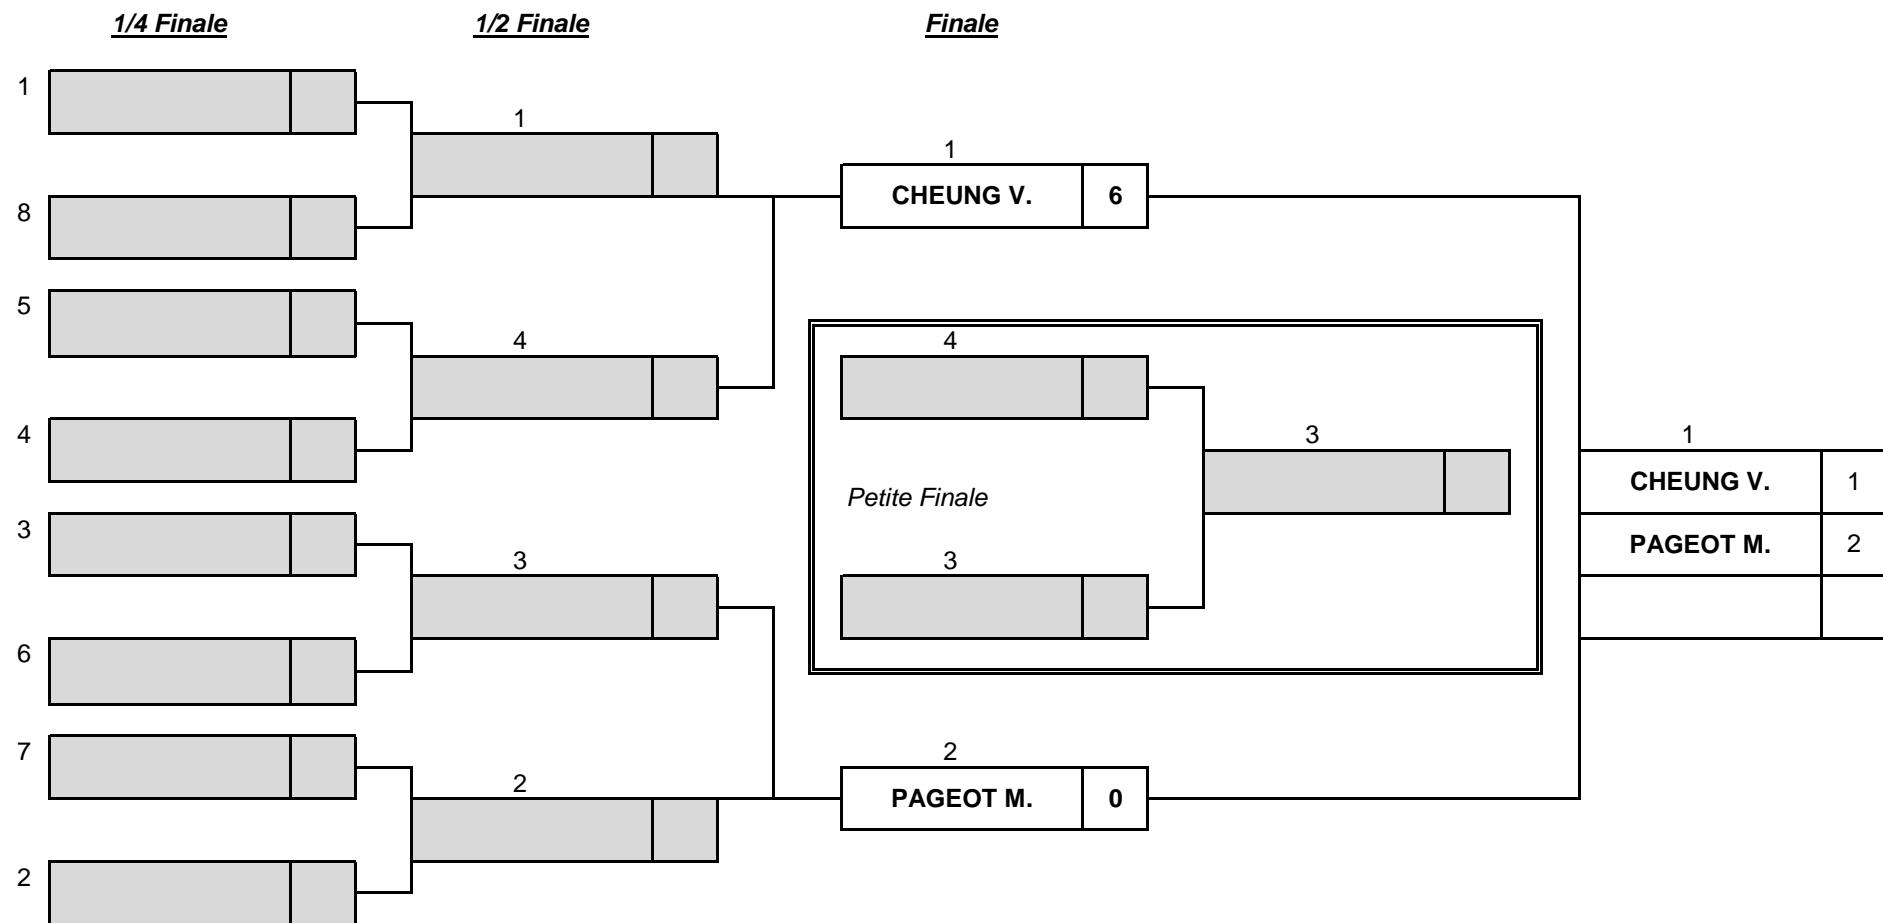 1/4 Finale 1/2 Finale Finale
1
1
1
CHEUNG V. 6
8
5
4 4
4 3 1
CHEUNG V. 1
Petite Finale
3
PAGEOT M. 2
3 3
6
7 2
2
PAGEOT M. 0
2